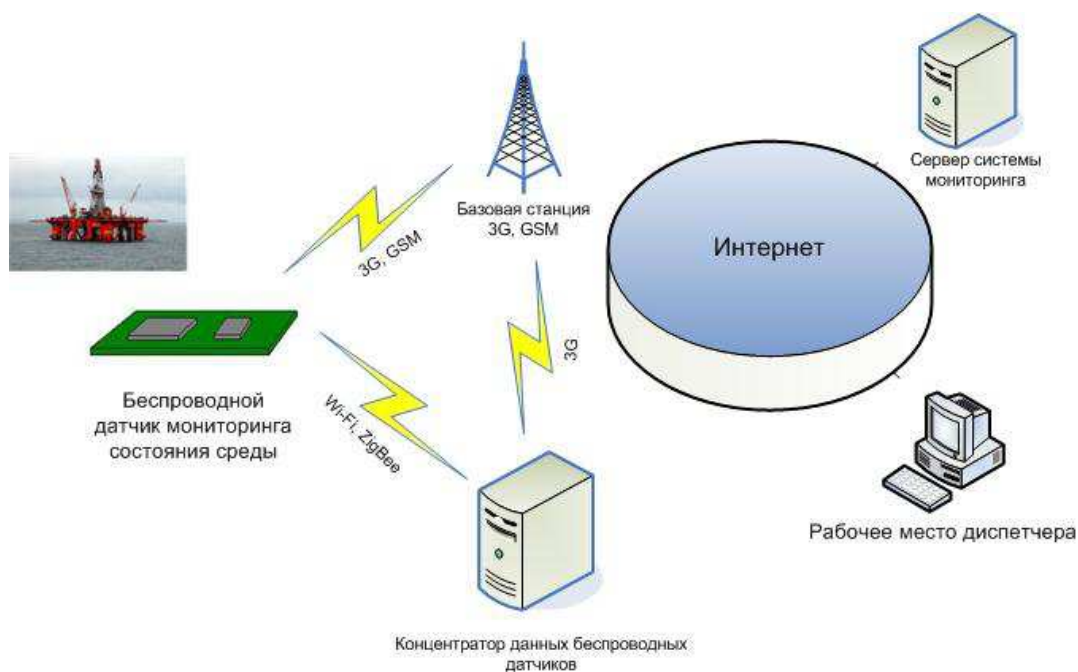 Сервер системы
мониторинга
Базовая станция
3G, GSM
3G, GSM
Интернет
3G
Беспроводной
датчик мониторинга
состояния среды
Wi-Fi, ZigBee
Рабочее место диспетчера
Концентратор данных беспроводных
датчиков